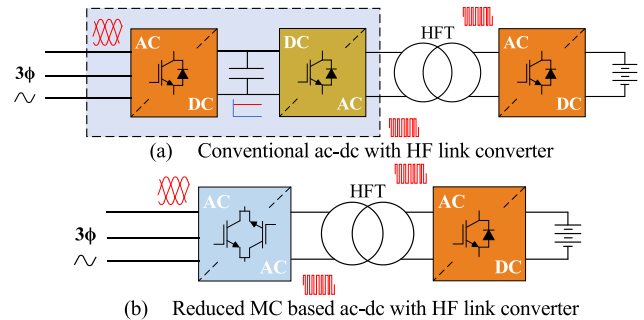 AC
DC
3ϕ
DC
AC
HFT
AC
DC
(a) Conventional ac-dc with HF link converter
3ϕ
AC
AC
HFT
AC
DC
(b) Reduced MC based ac-dc with HF link converter